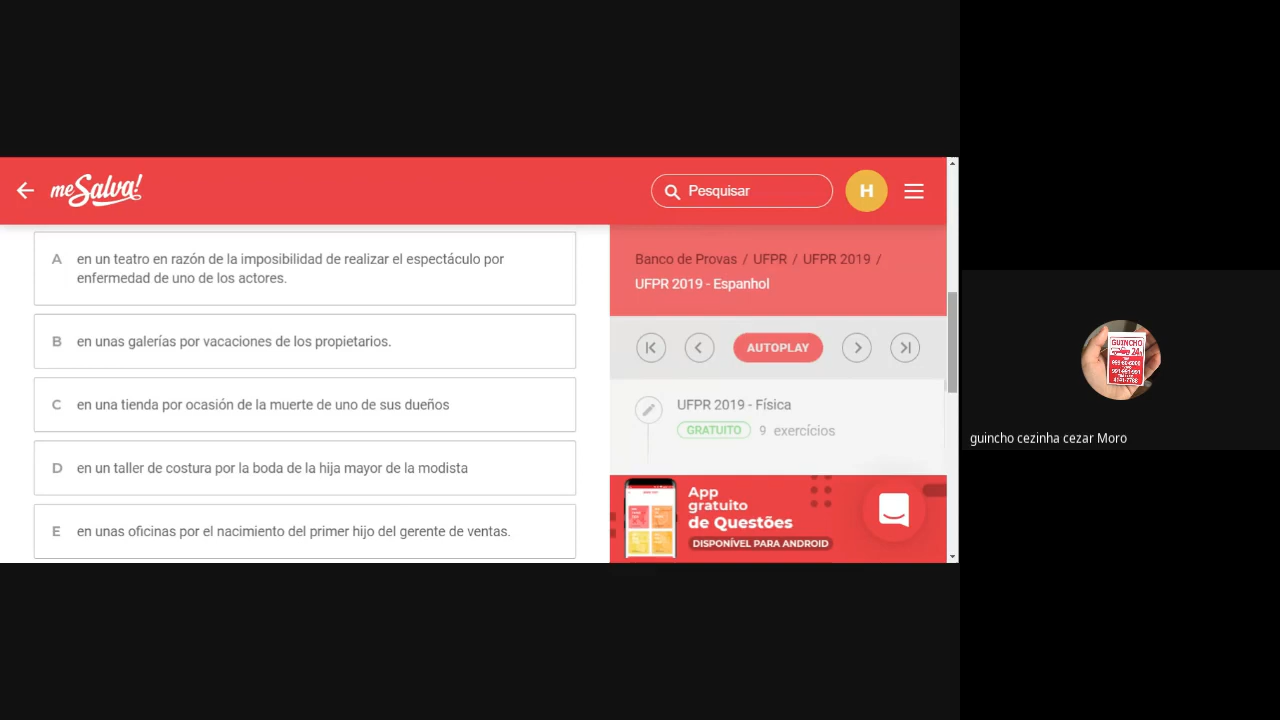 meSalva!
Pesquisar
H
A en un teatro en razón de la imposibilidad de realizar el espectáculo por
enfermedad de uno de los actores.
B en unas galerías por vacaciones de los propietarios.
C en una tienda por ocasión de la muerte de uno de sus dueños
D en un taller de costura por la boda de la hija mayor de la modista
E en unas oficinas por el nacimiento del primer hijo del gerente de ventas.
Banco de Provas / UFPR / UFPR 2019 /
UFPR 2019 - Espanhol
AUTOPLAY
UFPR 2019 - Física
GRATUITO 9 exercícios
App
gratuito
de Questões
DISPONÍVEL PARA ANDROID
GUINCHO
24
guincho cezinha cezar Moro